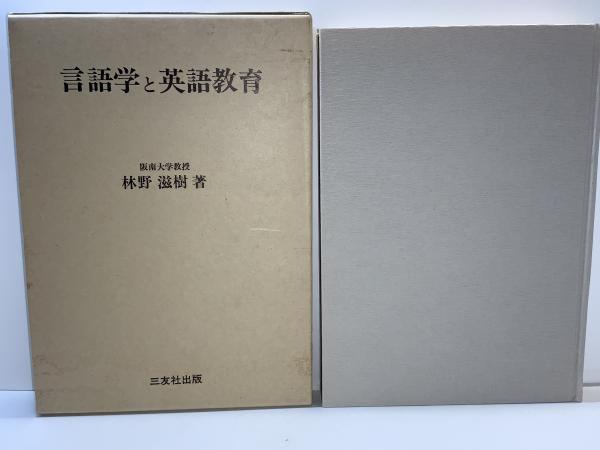 言語学と英語教育
阪南大学教授
林野 滋樹 著
三友社出版